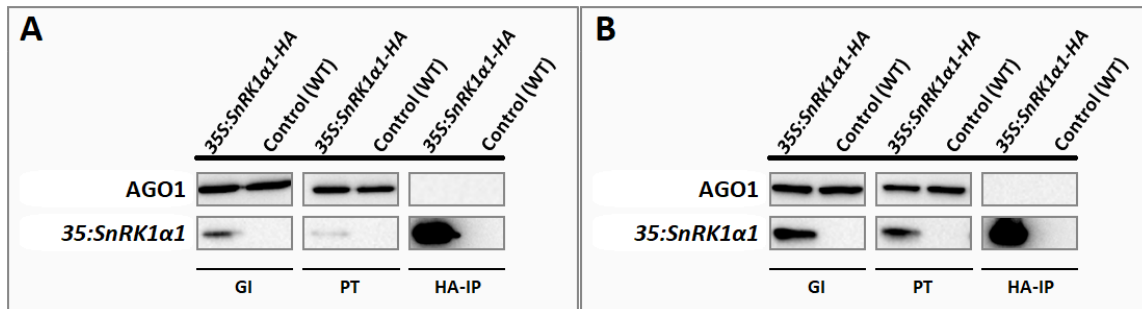 A
35S:SnRK1α1-HA
Control (WT)
35S:SnRK1α1-HA
Control (WT)
35S:SnRK1α1-HA
Control (WT)
AGO1
35:SnRK1α1
GI
PT
HA-IP
B
35S:SnRK1α1-HA
Control (WT)
35S:SnRK1α1-HA
Control (WT)
35S:SnRK1α1-HA
Control (WT)
AGO1
35:SnRK1α1
GI
PT
HA-IP